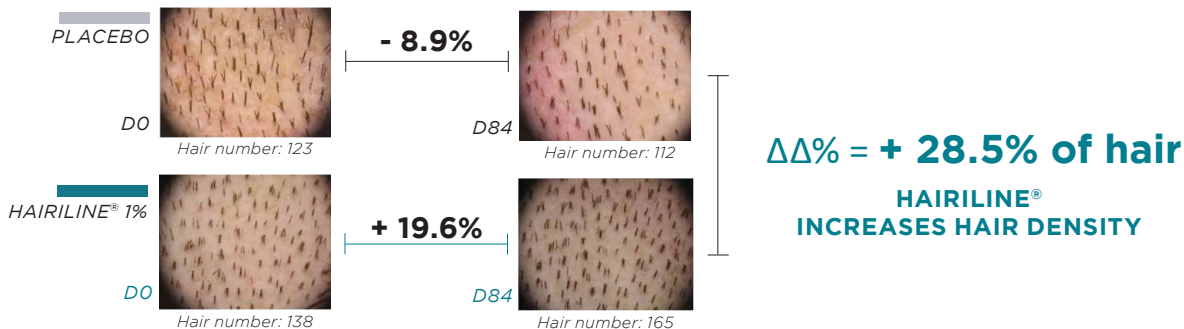 PLACEBO
- 8.9%
D0
D84
Hair number: 123
Hair number: 112
ΔΔ% = + 28.5% of hair
HAIRILINE®
INCREASES HAIR DENSITY
HAIRILINE® 1%
+ 19.6%
D0
D84
Hair number: 138
Hair number: 165